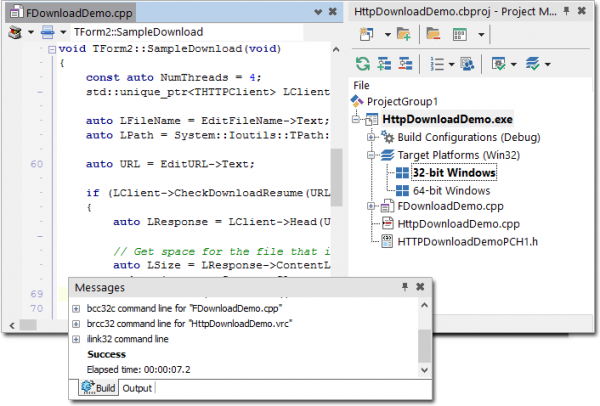 FDownloadDemo.cpp
TForm2::SampleDownload
void TForm2::SampleDownload(void)
{
const auto NumThreads = 4;
std::unique_ptr<THTTPClient> LClient
auto LFileName = EditFileName->Text;
auto LPath = System::Ioutils::TPath:
60 auto URL = EditURL->Text;
if (LClient->CheckDownloadResume(URL
{
auto LResponse = LClient->Head(U
// Get space for the file that i
auto LSize = LResponse->ContentL
69
70
HttpDownloadDemo.cbproj - Project M...
File
ProjectGroup1
HttpDownloadDemo.exe
Build Configurations (Debug)
Target Platforms (Win32)
32-bit Windows
64-bit Windows
FDownloadDemo.cpp
HttpDownloadDemo.cpp
HTTPDownloadDemoPCH1.h
Messages
bcc32c command line for "FDownloadDemo.cpp"
brcc32 command line for "HttpDownloadDemo.vrc"
ilink32 command line
Success
Elapsed time: 00:00:07.2
Build Output